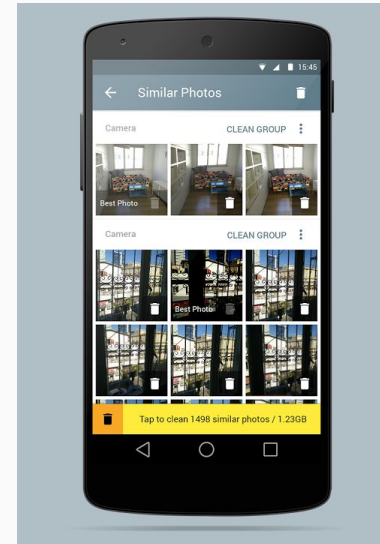 15:45
Similar Photos
Camera CLEAN GROUP
Best Photo
Camera CLEAN GROUP
Best Photo
Tap to clean 1498 similar photos / 1.23GB